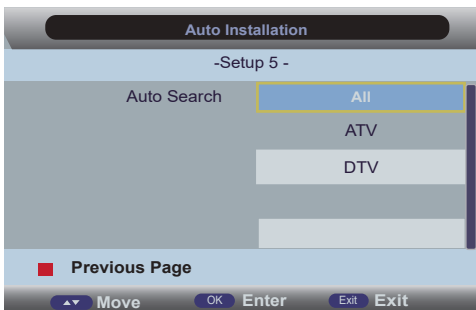 Auto Installation
-Setup 5 -
Auto Search All
ATV
DTV
Previous Page
▲▼ Move OK Enter Exit Exit